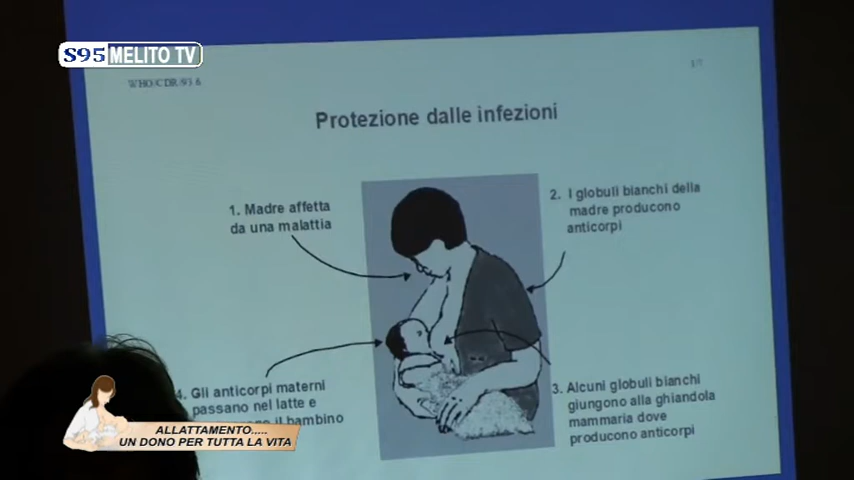 S95 MELITO TV
WHO/CDR/93.6
Protezione dalle infezioni
1. Madre affetta
da una malattia
2. I globuli bianchi della
madre producono
anticorpi
4. Gli anticorpi materni
passano nel latte e
il bambino
3. Alcuni globuli bianchi
giungono alla ghiandola
mammaria dove
producono anticorpi
ALLATTAMENTO.....
UN DONO PER TUTTA LA VITA